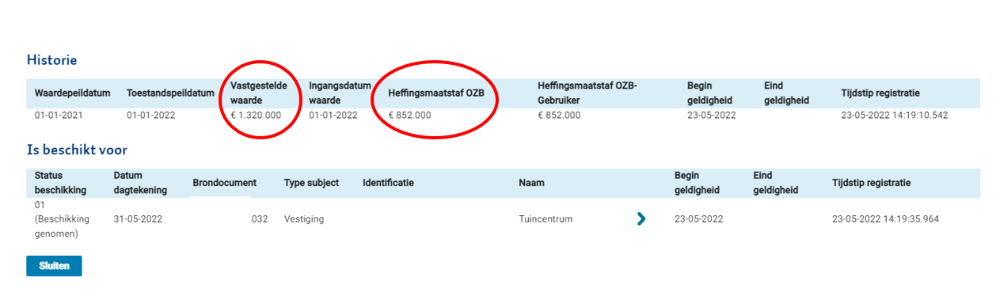 Historie
Waardepeildatum Toestandspeildatum Vastgestelde waarde Ingangsdatum waarde Heffingsmaatstaf OZB Heffingsmaatstaf OZB-Gebruiker Begin geldigheid Eind geldigheid Tijdstip registratie
01-01-2021 01-01-2022 € 1.320.000 01-01-2022 € 852.000 € 852.000 23-05-2022 23-05-2022 14:19:10.542
Is beschikt voor
Status beschikking Datum dagtekening Brondocument Type subject Identificatie Naam Begin geldigheid Eind geldigheid Tijdstip registratie
01 (Beschikking genomen) 31-05-2022 032 Vestiging Tuincentrum 23-05-2022 23-05-2022 14:19:35.964
Sluiten